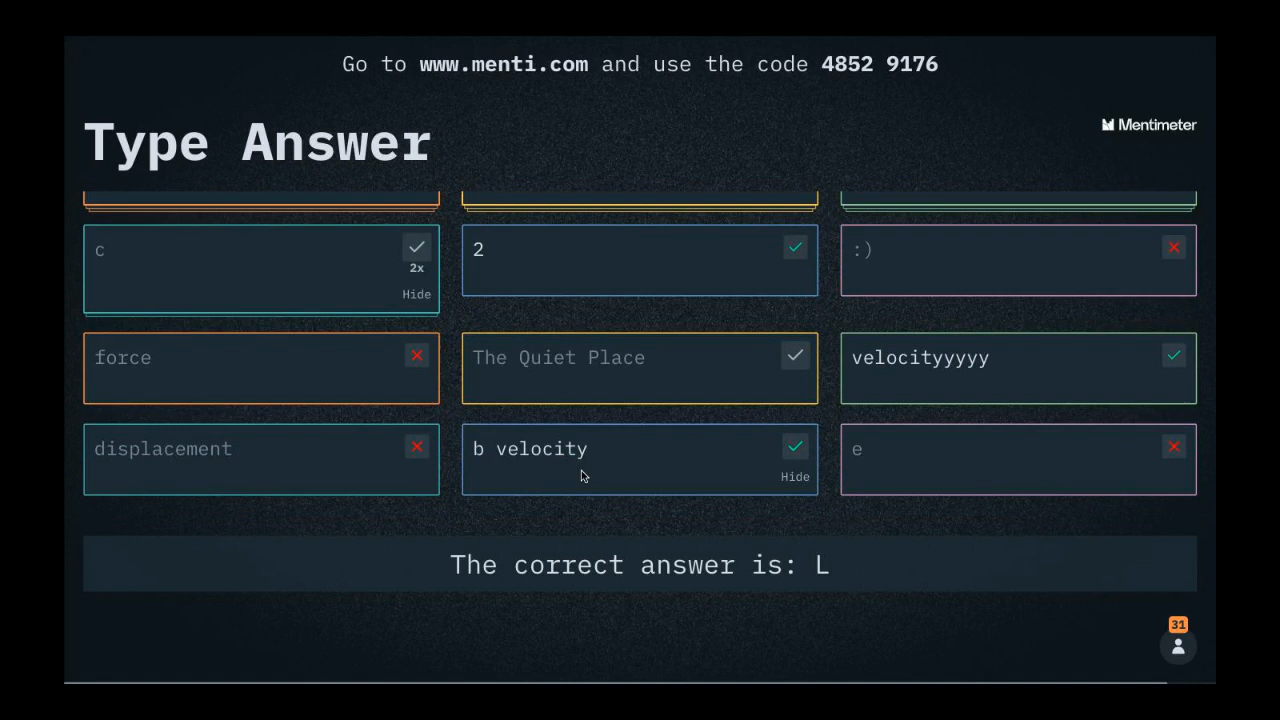 Go to www.menti.com and use the code 4852 9176
Type Answer
Mentimeter
c
2x
Hide
2
:)
force
The Quiet Place
velocityyyyy
displacement
b velocity
Hide
e
The correct answer is: L
31